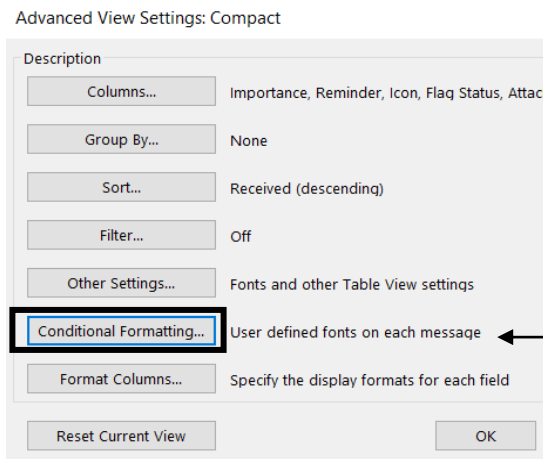 Advanced View Settings: Compact
Description
Columns... Importance, Reminder, Icon, Flag Status, Attac
Group By... None
Sort... Received (descending)
Filter... Off
Other Settings... Fonts and other Table View settings
Conditional Formatting... User defined fonts on each message
Format Columns... Specify the display formats for each field
Reset Current View OK